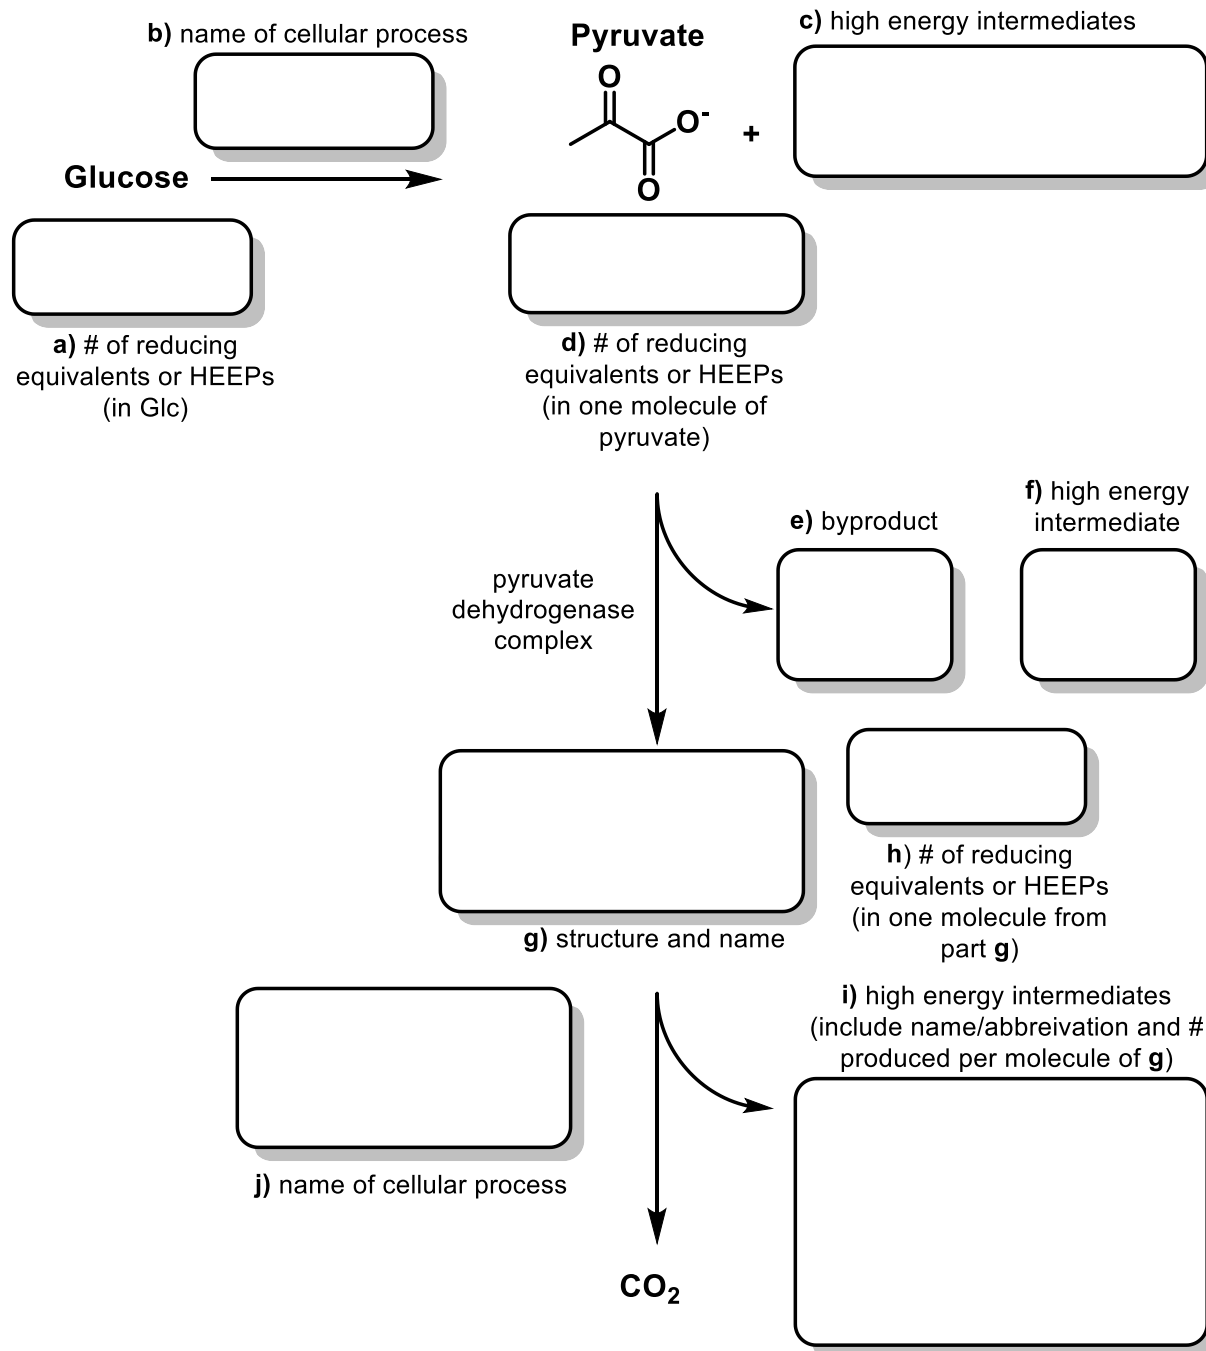 b) name of cellular process
Pyruvate
c) high energy intermediates
O
O-
+
O
Glucose
a) # of reducing
equivalents or HEEPs
(in Glc)
d) # of reducing
equivalents or HEEPs
(in one molecule of
pyruvate)
e) byproduct
f) high energy
intermediate
pyruvate
dehydrogenase
complex
g) structure and name
h) # of reducing
equivalents or HEEPs
(in one molecule from
part g)
i) high energy intermediates
(include name/abbreivation and #
produced per molecule of g)
j) name of cellular process
CO2